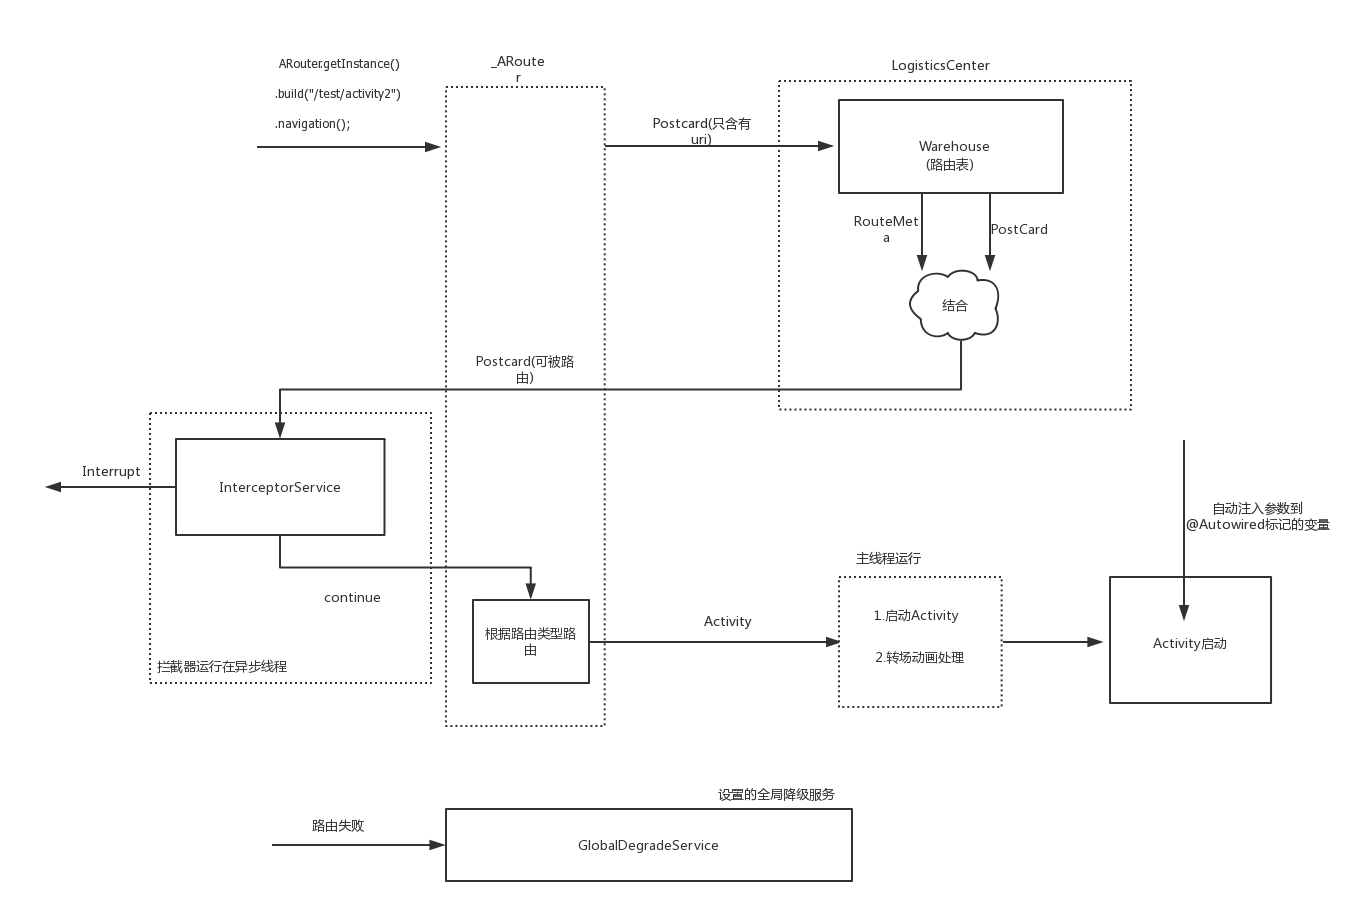 ARouter.getInstance()
.build("/test/activity2")
.navigation();
_ARoute
r
Postcard(只含有
uri)
LogisticsCenter
Warehouse
(路由表)
RouteMet
a
PostCard
结合
Postcard(可被路
由)
Interrupt
InterceptorService
continue
拦截器运行在异步线程
根据路由类型路
由
Activity
主线程运行
1.启动Activity
2.转场动画处理
自动注入参数到
@Autowired标记的变量
Activity启动
设置的全局降级服务
路由失败
GlobalDegradeService